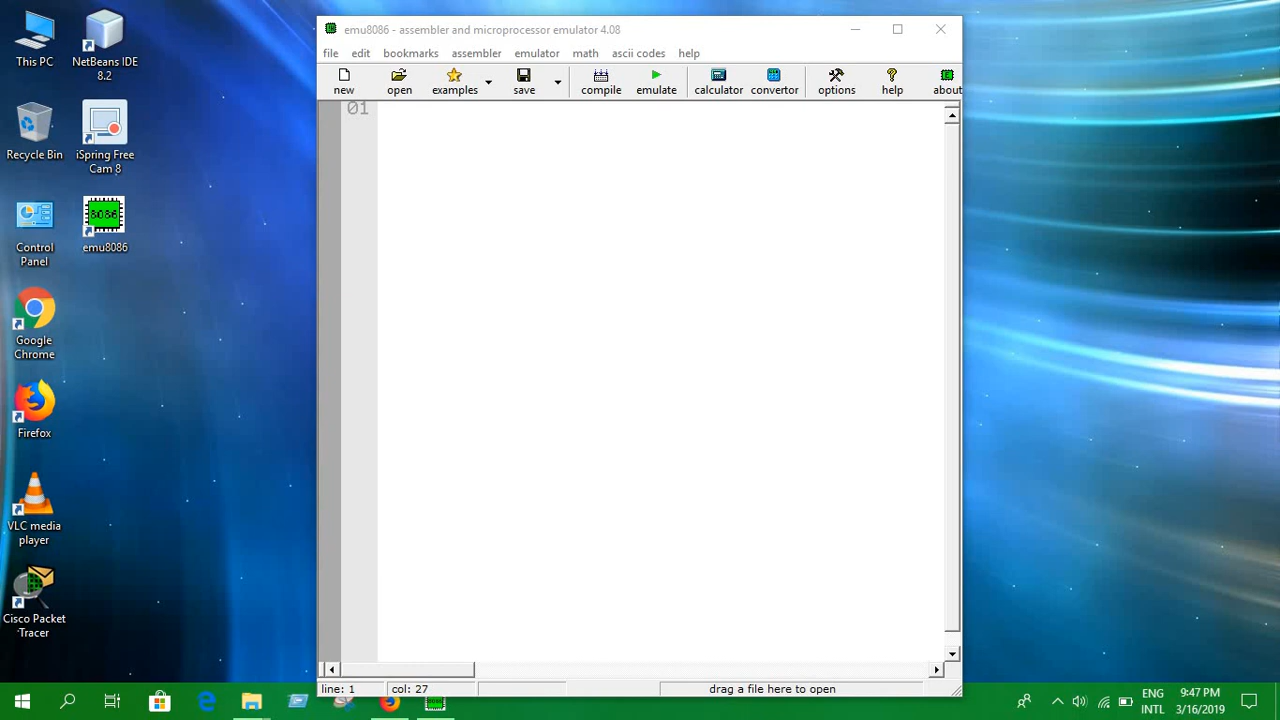 This PC
NetBeans IDE
8.2
Recycle Bin
iSpring Free
Cam 8
8086
Control
Panel
emu8086
Google
Chrome
Firefox
VLC media
player
Cisco Packet
Tracer
emu8086 - assembler and microprocessor emulator 4.08
file edit bookmarks assembler emulator math ascii codes help
new open examples save compile emulate calculator convertor options help about
01
line: 1 col: 27 drag a file here to open
ENG
INTL
9:47 PM
3/16/2019